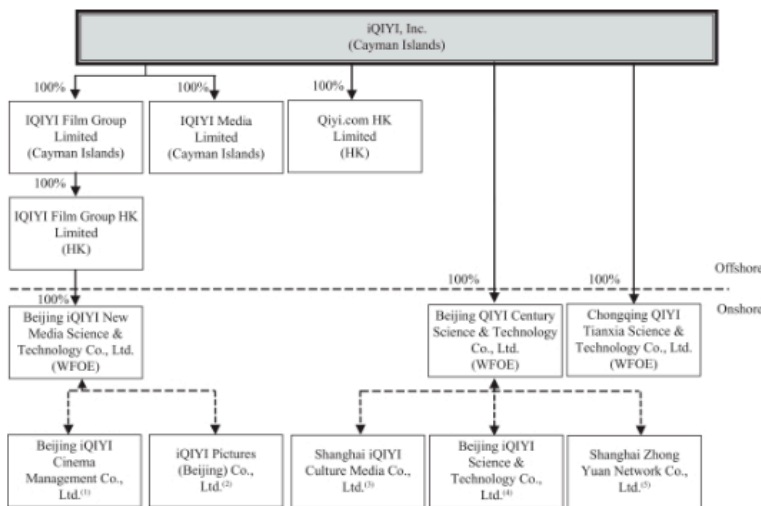 iQIYI, Inc.
(Cayman Islands)
100%
100%
100%
IQIYI Film Group
Limited
(Cayman Islands)
IQIYI Media
Limited
(Cayman Islands)
Qiyi.com HK
Limited
(HK)
100%
IQIYI Film Group HK
Limited
(HK)
Offshore
100%
100%
100%
Onshore
Beijing iQIYI New
Media Science &
Technology Co., Ltd.
(WFOE)
Beijing QIYI Century
Science & Technology
Co., Ltd.
(WFOE)
Chongqing QIYI
Tianxia Science &
Technology Co., Ltd.
(WFOE)
Beijing iQIYI
Cinema
Management Co.,
Ltd.(1)
iQIYI Pictures
(Beijing) Co.,
Ltd.(2)
Shanghai iQIYI
Culture Media Co.,
Ltd.(3)
Beijing iQIYI
Science &
Technology Co.,
Ltd.(4)
Shanghai Zhong
Yuan Network Co.,
Ltd.(5)